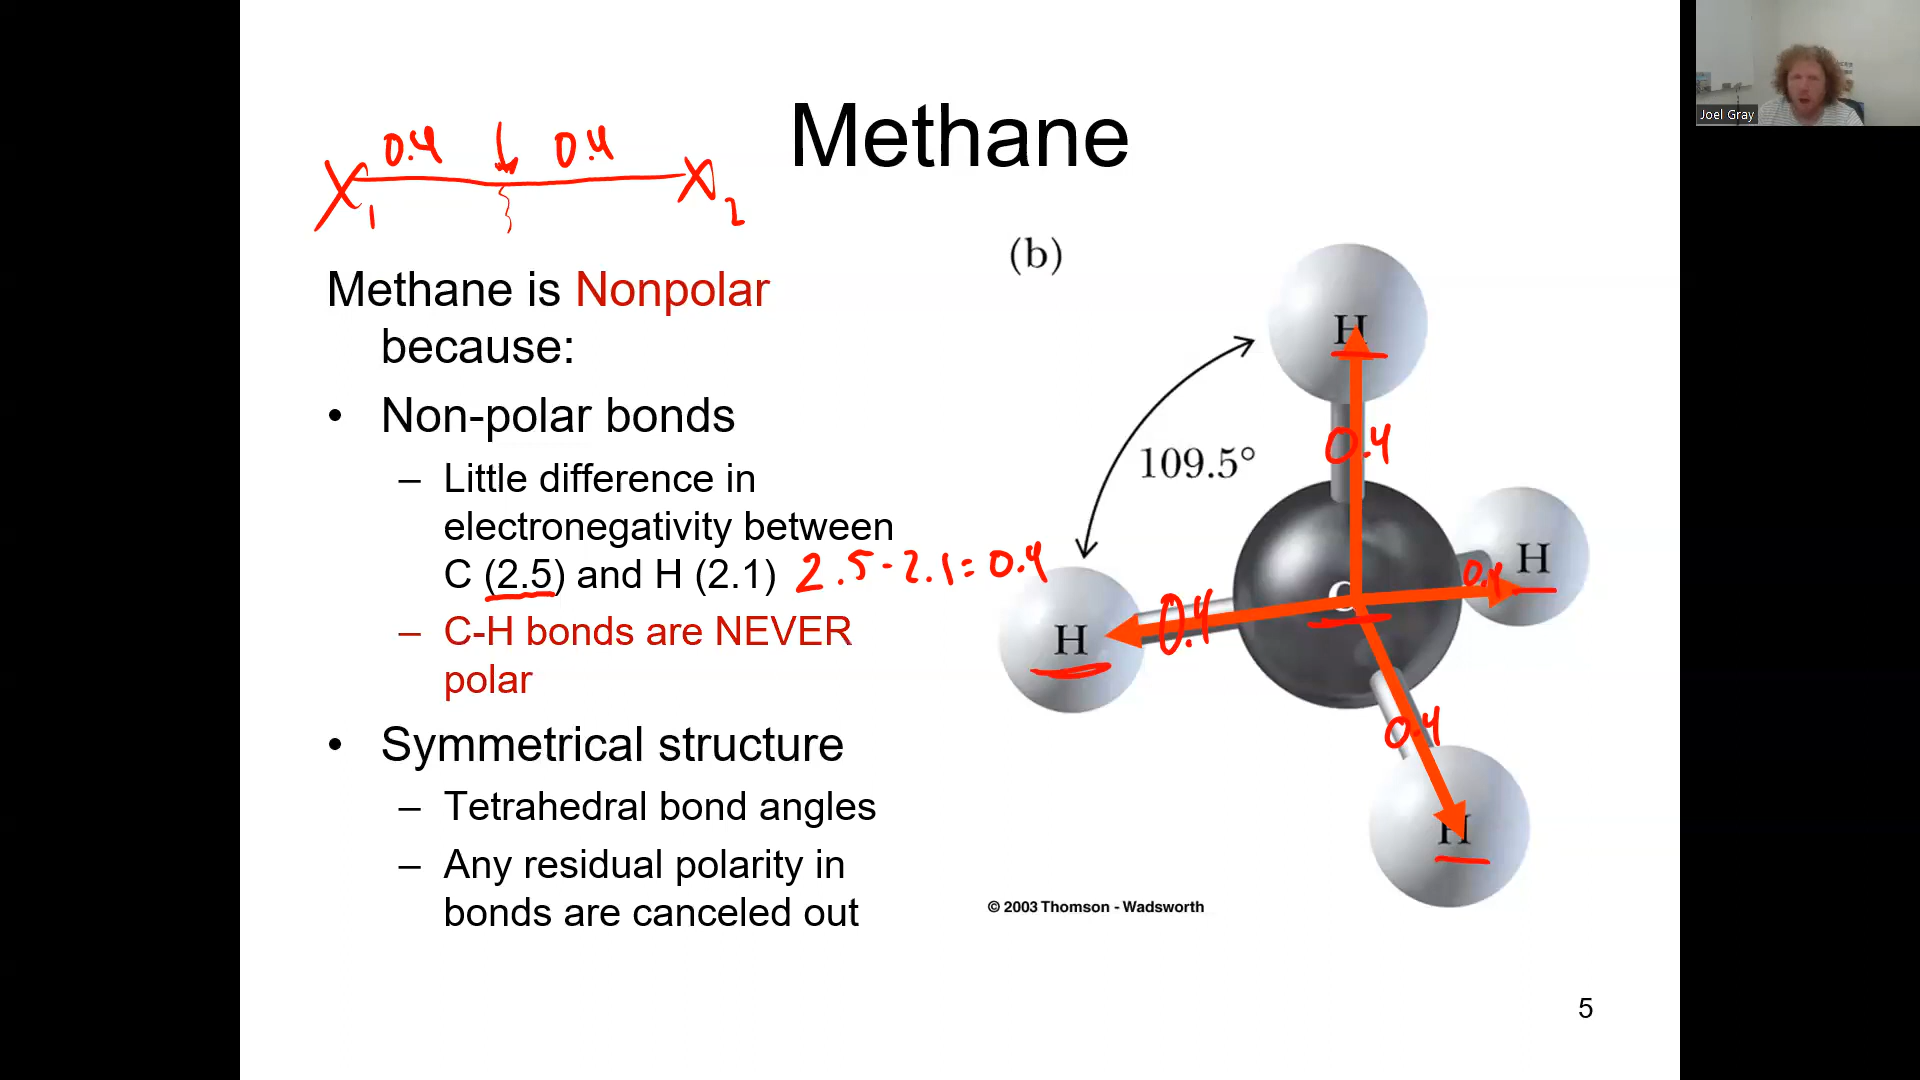 Methane
0.4 0.4
X1 X2
(b)
Methane is Nonpolar
because:
• Non-polar bonds
– Little difference in
electronegativity between
C (2.5) and H (2.1) 2.5-2.1=0.4
– C-H bonds are NEVER
polar
• Symmetrical structure
– Tetrahedral bond angles
– Any residual polarity in
bonds are canceled out
H
0.4
109.5°
H
0.4
C
0.4
H
0.4
H
© 2003 Thomson - Wadsworth
5
Joel Gray